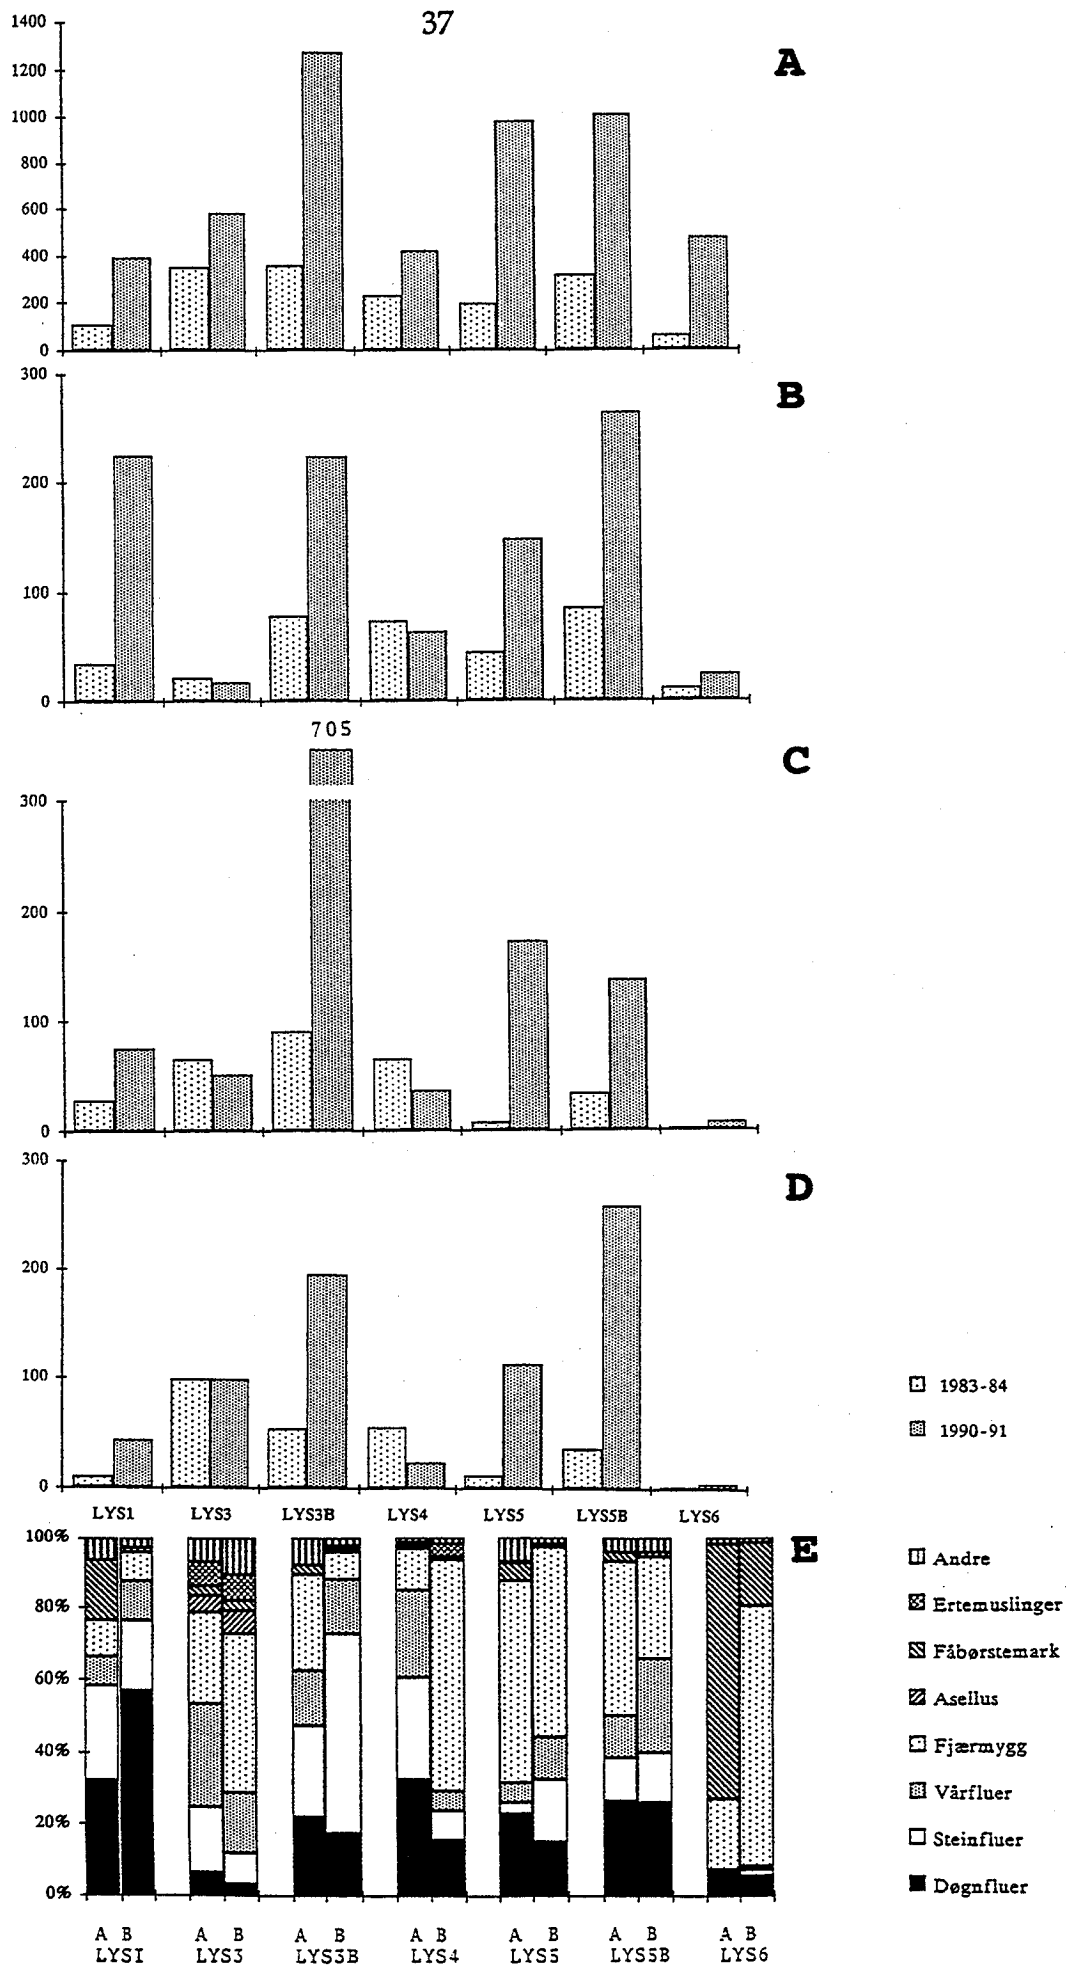 37
1400
1200
1000
800
600
400
200
0
A
300
200
100
0
B
705
300
200
100
0
C
300
200
100
0
D
1983-84
1990-91
LYS1 LYS3 LYS3B LYS4 LYS5 LYS5B LYS6
100%
80%
60%
40%
20%
0%
E
Andre
Ertemuslinger
Fåbørstemark
Asellus
Fjærmygg
Vårfluer
Steinfluer
Døgnfluer
A B A B A B A B A B A B A B
LYS1 LYS3 LYS3B LYS4 LYS5 LYS5B LYS6